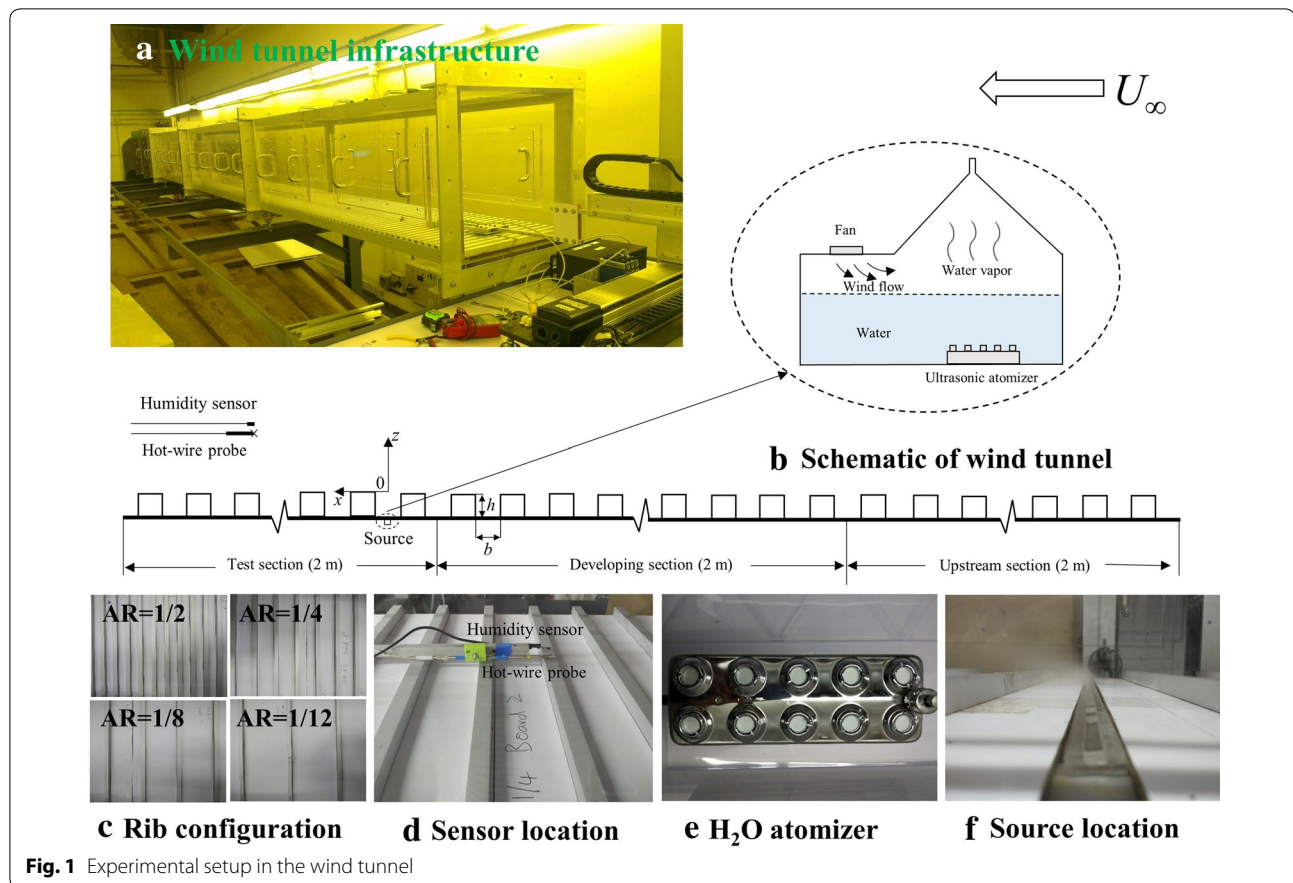 a Wind tunnel infrastructure
U∞
Fan
Water vapor
Wind flow
Water
Ultrasonic atomizer
Humidity sensor
Hot-wire probe
z
0
x
h
b
Source
b Schematic of wind tunnel
Test section (2 m)
Developing section (2 m)
Upstream section (2 m)
AR=1/2
AR=1/4
AR=1/8
AR=1/12
Humidity sensor
Hot-wire probe
1/4 Board 2
c Rib configuration
d Sensor location
e H₂O atomizer
f Source location
Fig. 1 Experimental setup in the wind tunnel